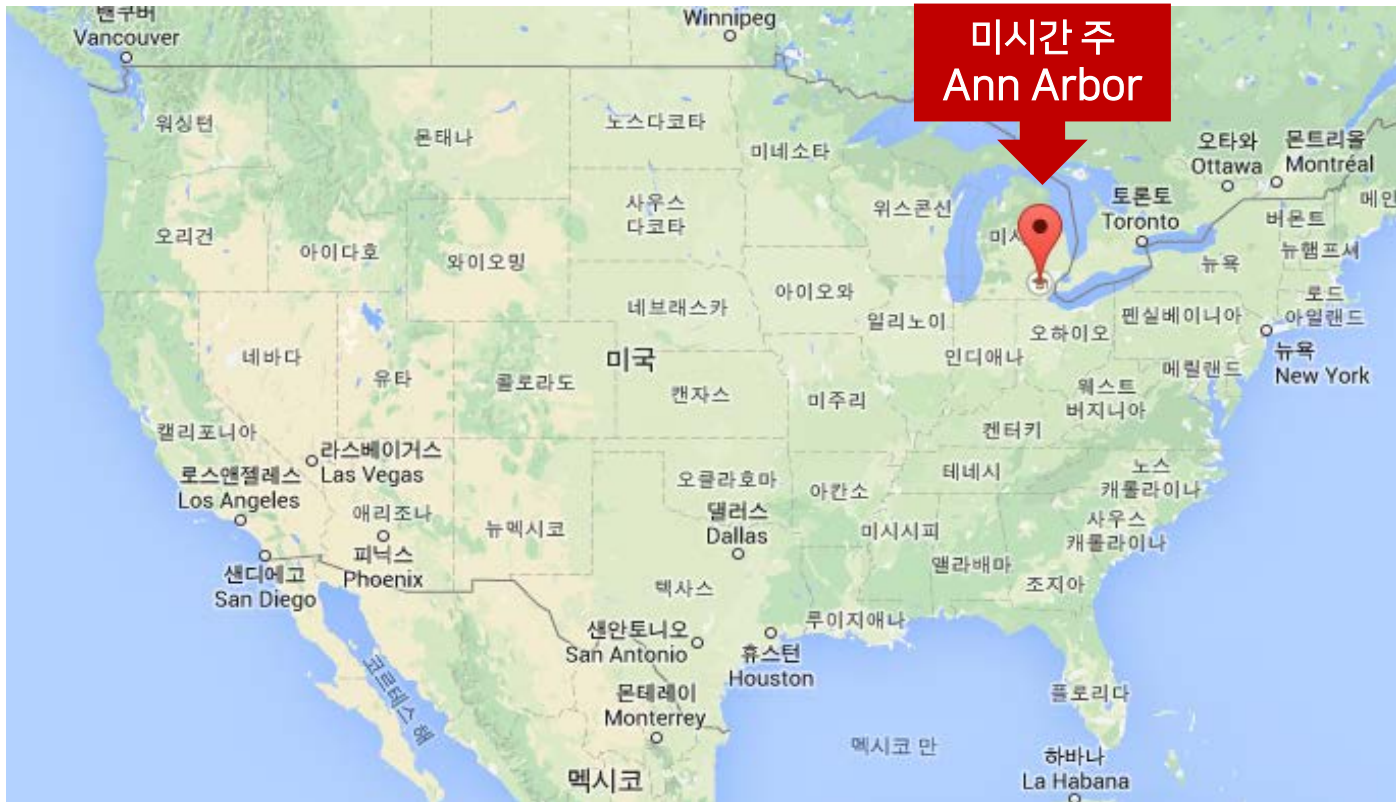 밴쿠버
Vancouver
Winnipeg
미시간 주
Ann Arbor
워싱턴
몬태나
노스다코타
미네소타
오타와
Ottawa
몬트리올
Montréal
사우스
다코타
위스콘신
토론토
Toronto
메인
버몬트
뉴햄프셔
오리건
아이다호
와이오밍
뉴욕
네브래스카
아이오와
일리노이
인디애나
오하이오
펜실베이니아
로드
아일랜드
뉴욕
New York
네바다
유타
콜로라도
미국
캔자스
미주리
웨스트
버지니아
메릴랜드
캘리포니아
라스베이거스
Las Vegas
켄터키
로스앤젤레스
Los Angeles
애리조나
피닉스
Phoenix
뉴멕시코
오클라호마
댈러스
Dallas
아칸소
테네시
노스
캐롤라이나
사우스
캐롤라이나
샌디에고
San Diego
텍사스
미시시피
앨라배마
조지아
루이지애나
샌안토니오
San Antonio
휴스턴
Houston
코르테스 해
몬테레이
Monterrey
플로리다
멕시코
멕시코 만
하바나
La Habana